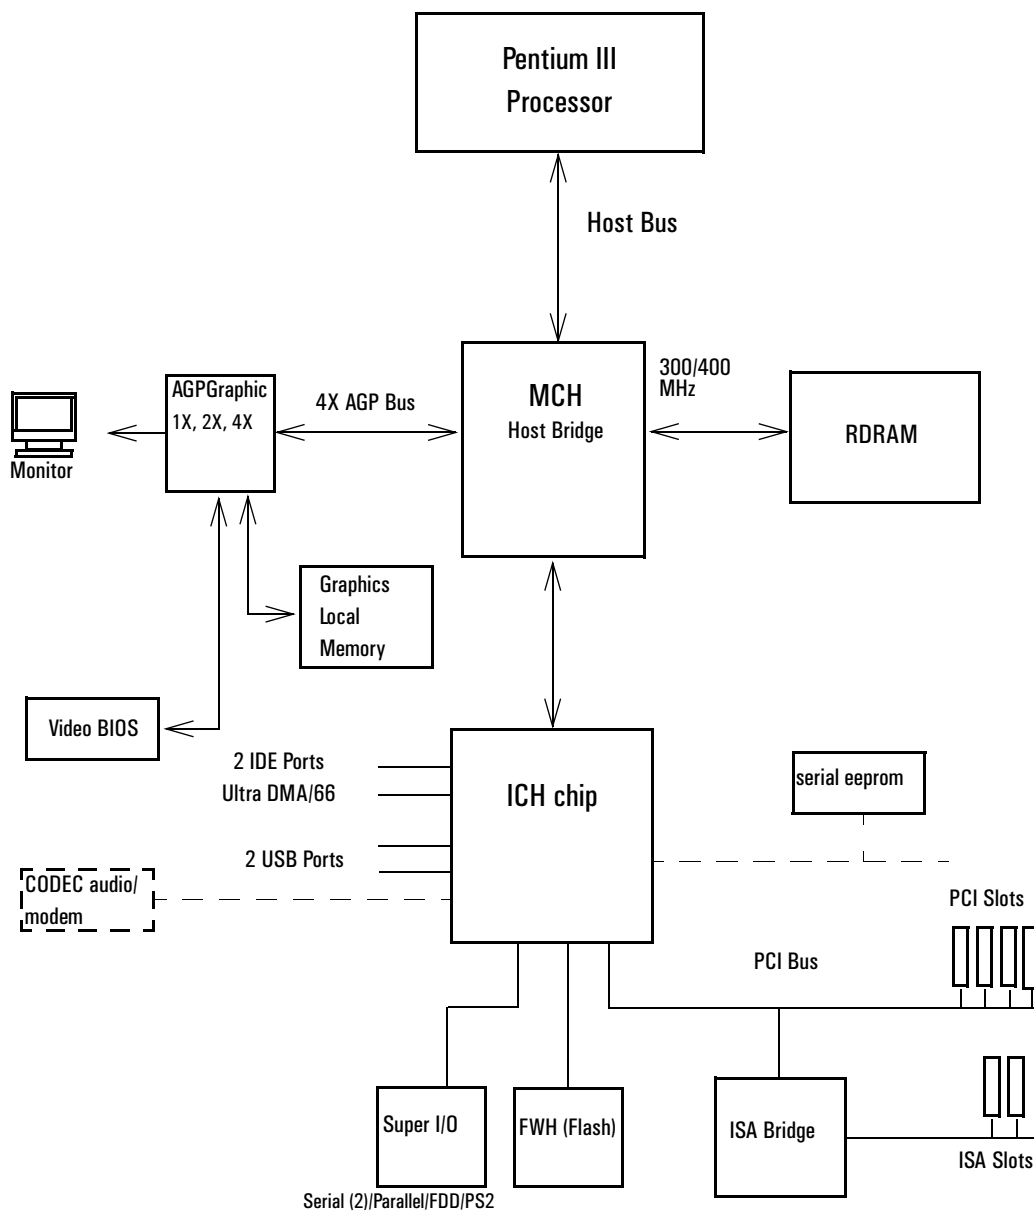 Pentium III
Processor
Host Bus
300/400
MHz
AGPGraphic
1X, 2X, 4X
4X AGP Bus
MCH
Host Bridge
RDRAM
Monitor
Graphics
Local
Memory
Video BIOS
2 IDE Ports
Ultra DMA/66
ICH chip
serial eeprom
2 USB Ports
CODEC audio/
modem
PCI Slots
PCI Bus
Super I/O
FWH (Flash)
ISA Bridge
ISA Slots
Serial (2)/Parallel/FDD/PS2